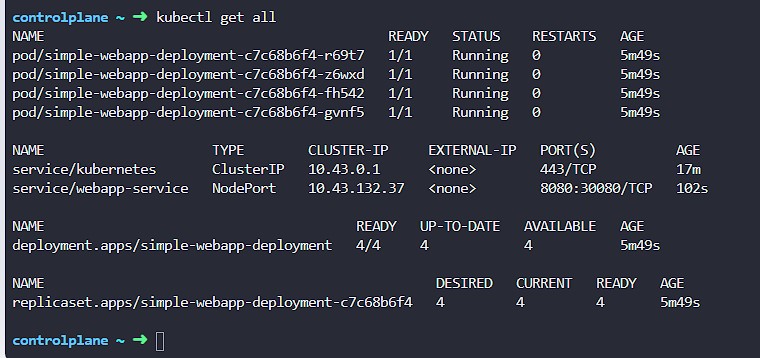 controlplane ~ ➜ kubectl get all
NAME READY STATUS RESTARTS AGE
pod/simple-webapp-deployment-c7c68b6f4-r69t7 1/1 Running 0 5m49s
pod/simple-webapp-deployment-c7c68b6f4-z6wxd 1/1 Running 0 5m49s
pod/simple-webapp-deployment-c7c68b6f4-fh542 1/1 Running 0 5m49s
pod/simple-webapp-deployment-c7c68b6f4-gvnf5 1/1 Running 0 5m49s
NAME TYPE CLUSTER-IP EXTERNAL-IP PORT(S) AGE
service/kubernetes ClusterIP 10.43.0.1 <none> 443/TCP 17m
service/webapp-service NodePort 10.43.132.37 <none> 8080:30080/TCP 102s
NAME READY UP-TO-DATE AVAILABLE AGE
deployment.apps/simple-webapp-deployment 4/4 4 4 5m49s
NAME DESIRED CURRENT READY AGE
replicaset.apps/simple-webapp-deployment-c7c68b6f4 4 4 4 5m49s
controlplane ~ ➜